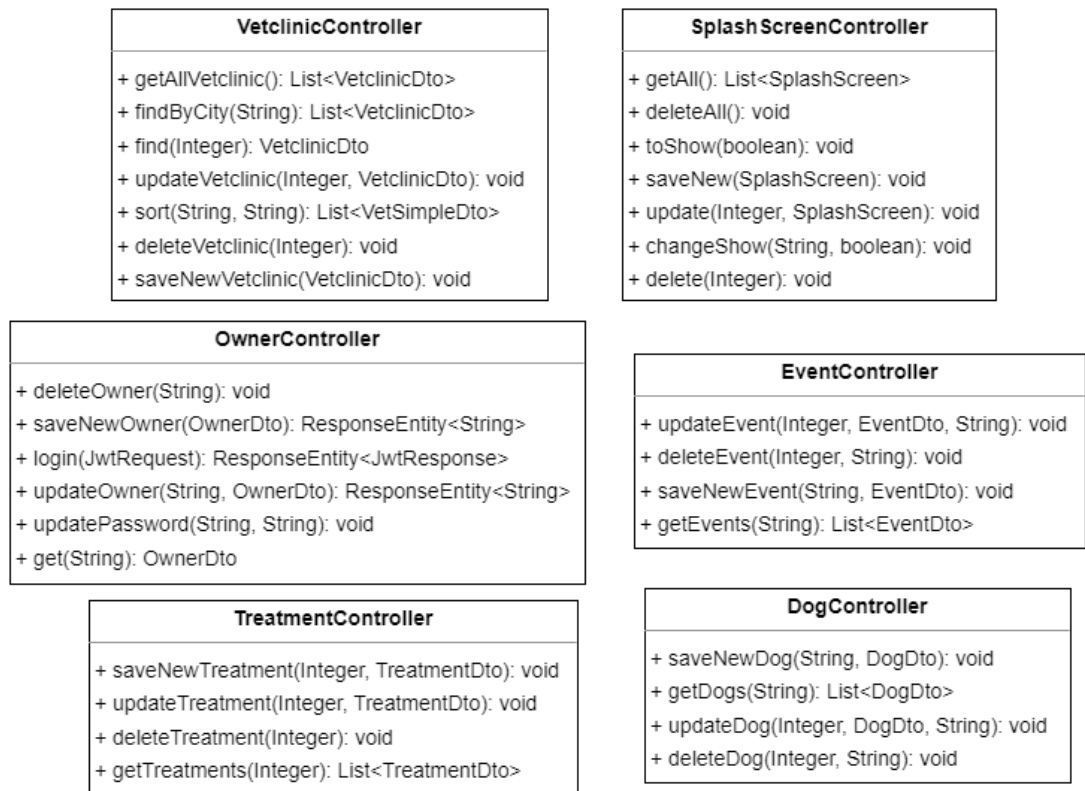 VetclinicController
+ getAllVetclinic(): List<VetclinicDto>
+ findByCity(String): List<VetclinicDto>
+ find(Integer): VetclinicDto
+ updateVetclinic(Integer, VetclinicDto): void
+ sort(String, String): List<VetSimpleDto>
+ deleteVetclinic(Integer): void
+ saveNewVetclinic(VetclinicDto): void
SplashScreenController
+ getAll(): List<SplashScreen>
+ deleteAll(): void
+ toShow(boolean): void
+ saveNew(SplashScreen): void
+ update(Integer, SplashScreen): void
+ changeShow(String, boolean): void
+ delete(Integer): void
OwnerController
+ deleteOwner(String): void
+ saveNewOwner(OwnerDto): ResponseEntity<String>
+ login(JwtRequest): ResponseEntity<JwtResponse>
+ updateOwner(String, OwnerDto): ResponseEntity<String>
+ updatePassword(String, String): void
+ get(String): OwnerDto
EventController
+ updateEvent(Integer, EventDto, String): void
+ deleteEvent(Integer, String): void
+ saveNewEvent(String, EventDto): void
+ getEvents(String): List<EventDto>
TreatmentController
+ saveNewTreatment(Integer, TreatmentDto): void
+ updateTreatment(Integer, TreatmentDto): void
+ deleteTreatment(Integer): void
+ getTreatments(Integer): List<TreatmentDto>
DogController
+ saveNewDog(String, DogDto): void
+ getDogs(String): List<DogDto>
+ updateDog(Integer, DogDto, String): void
+ deleteDog(Integer, String): void